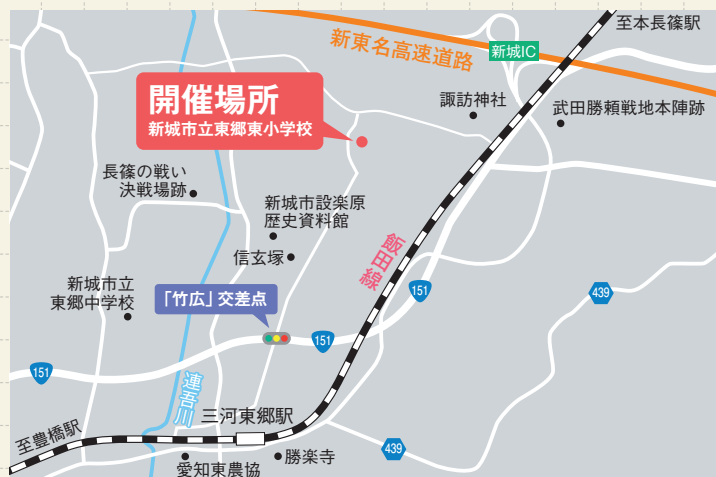 至本長篠駅
新東名高速道路
新城IC
開催場所
新城市立東郷東小学校
諏訪神社
武田勝頼戦地本陣跡
長篠の戦い
決戦場跡
新城市設楽原
歴史資料館
信玄塚
飯田線
新城市立
東郷中学校
「竹広」交差点
151
439
151
151
連吾川
三河東郷駅
至豊橋駅
439
愛知東農協
勝楽寺